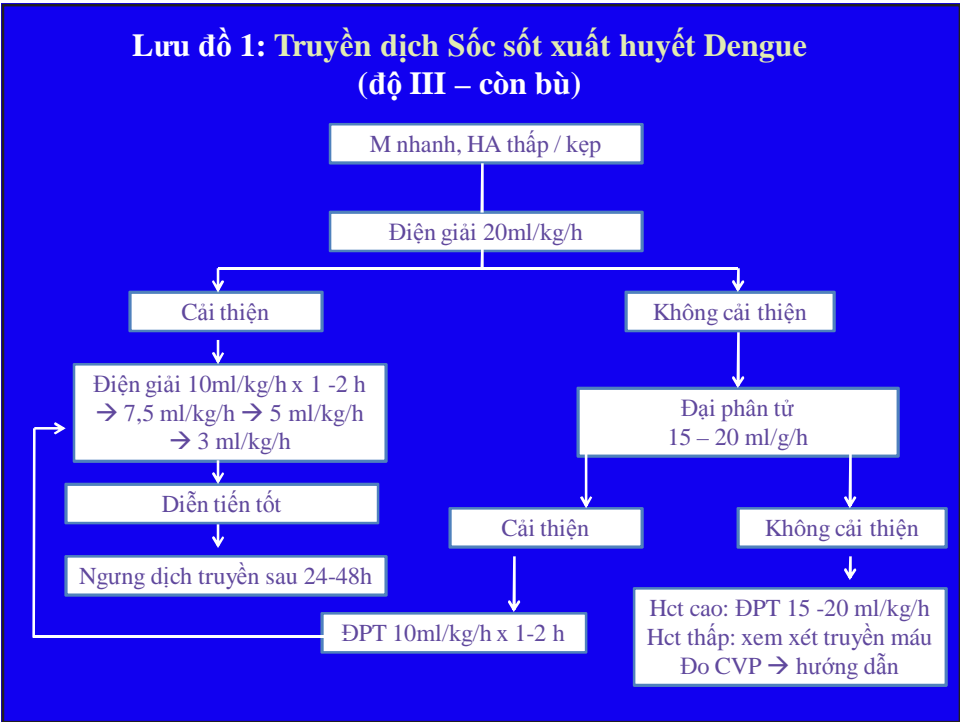 Lưu đồ 1: Truyền dịch Sốc sốt xuất huyết Dengue
(độ III – còn bù)
M nhanh, HA thấp / kẹp
Điện giải 20ml/kg/h
Cải thiện
Không cải thiện
Điện giải 10ml/kg/h x 1 -2 h
→ 7,5 ml/kg/h → 5 ml/kg/h
→ 3 ml/kg/h
Đại phân tử
15 – 20 ml/g/h
Diễn tiến tốt
Cải thiện
Không cải thiện
Ngưng dịch truyền sau 24-48h
ĐPT 10ml/kg/h x 1-2 h
Hct cao: ĐPT 15 -20 ml/kg/h
Hct thấp: xem xét truyền máu
Đo CVP → hướng dẫn